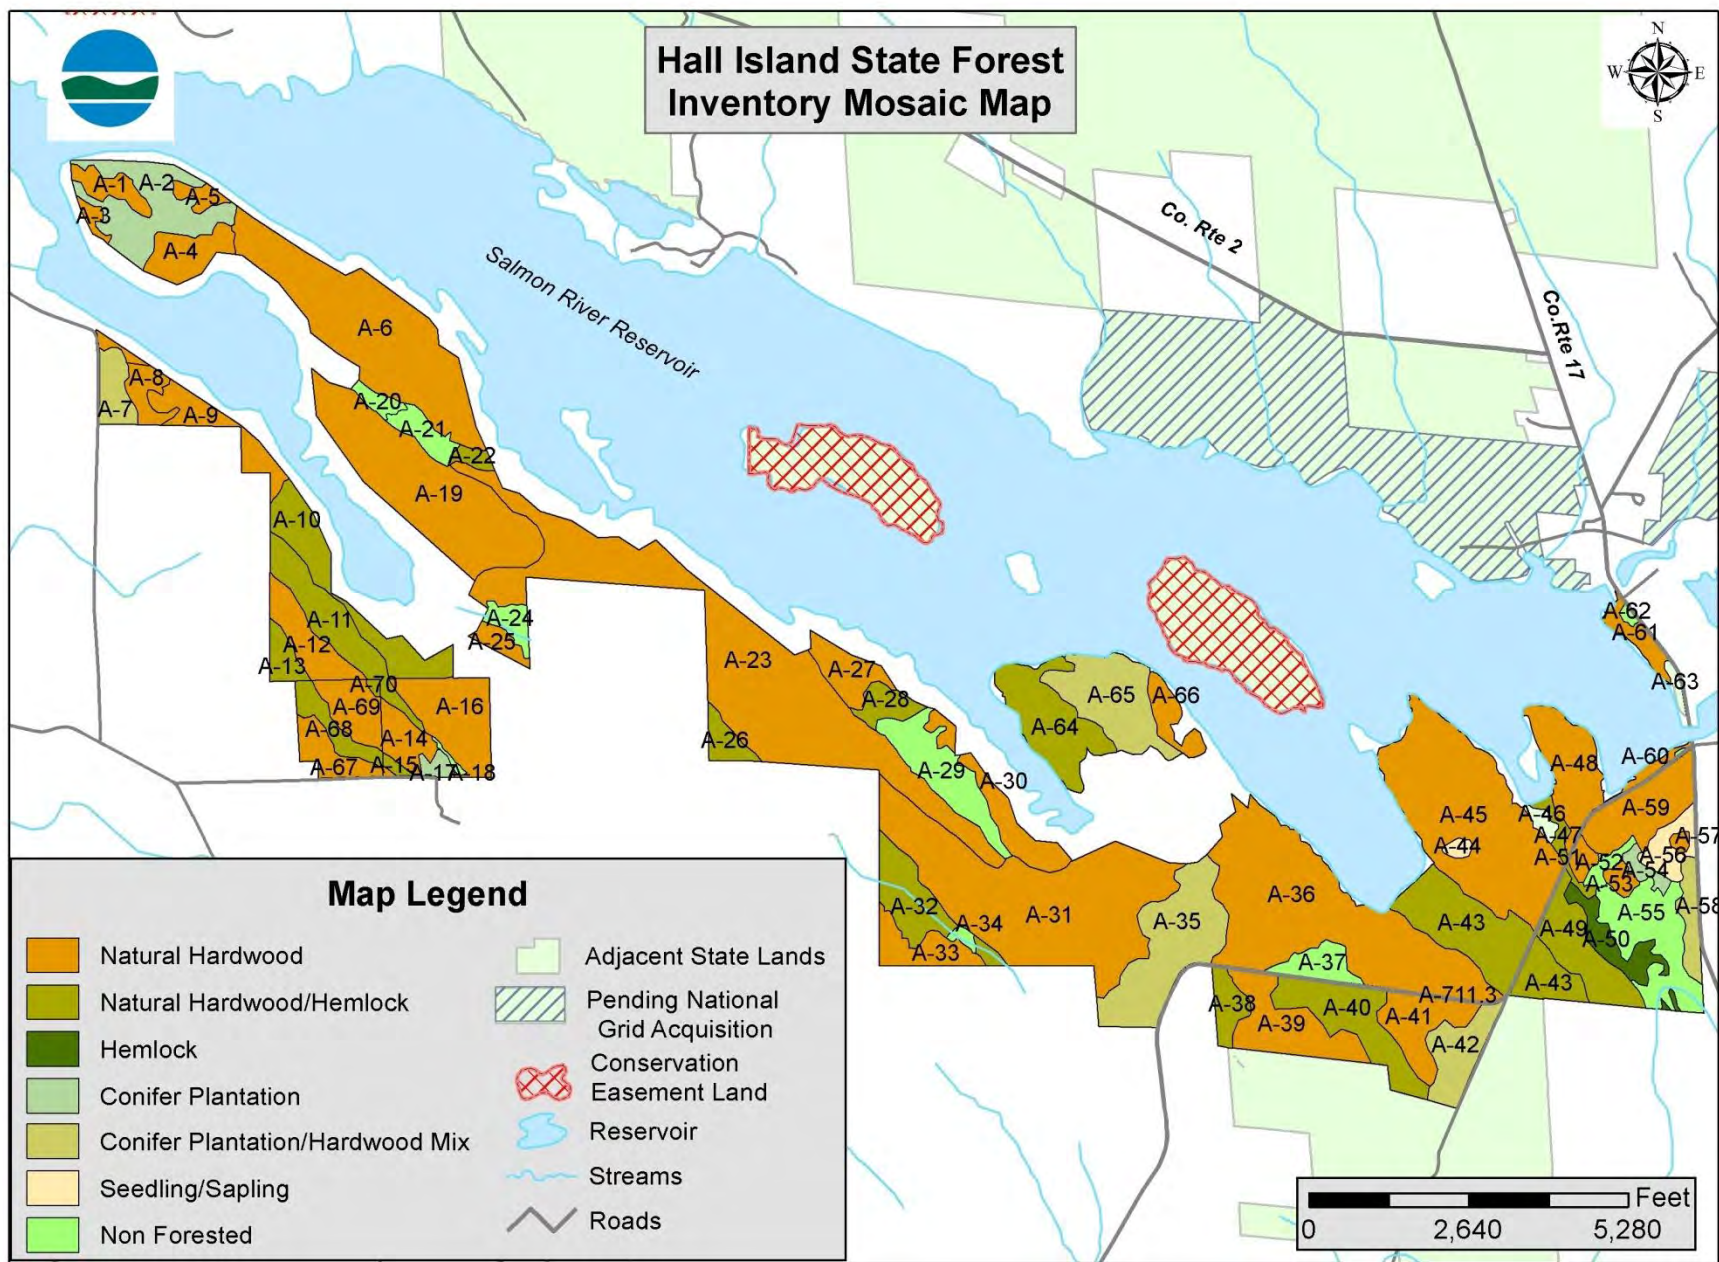 Hall Island State Forest
Inventory Mosaic Map
N
W
E
S
Co. Rte 2
Co.Rte 17
Salmon River Reservoir
A-1
A-2
A-5
A-3
A-4
A-6
A-8
A-7
A-9
A-20
A-21
A-22
A-19
A-10
A-11
A-12
A-13
A-24
A-25
A-70
A-69
A-16
A-68
A-14
A-67
A-15
A-17
A-18
A-23
A-27
A-28
A-26
A-29
A-30
A-64
A-65
A-66
A-62
A-61
A-63
A-60
A-48
A-59
A-45
A-46
A-44
A-47
A-51
A-52
A-57
A-56
A-54
A-53
A-58
A-55
A-49
A-50
A-43
A-43
A-36
A-35
A-31
A-32
A-34
A-33
A-37
A-711.3
A-38
A-40
A-39
A-41
A-42
Map Legend
Natural Hardwood
Natural Hardwood/Hemlock
Hemlock
Conifer Plantation
Conifer Plantation/Hardwood Mix
Seedling/Sapling
Non Forested
Adjacent State Lands
Pending National
Grid Acquisition
Conservation
Easement Land
Reservoir
Streams
Roads
Feet
0 2,640 5,280